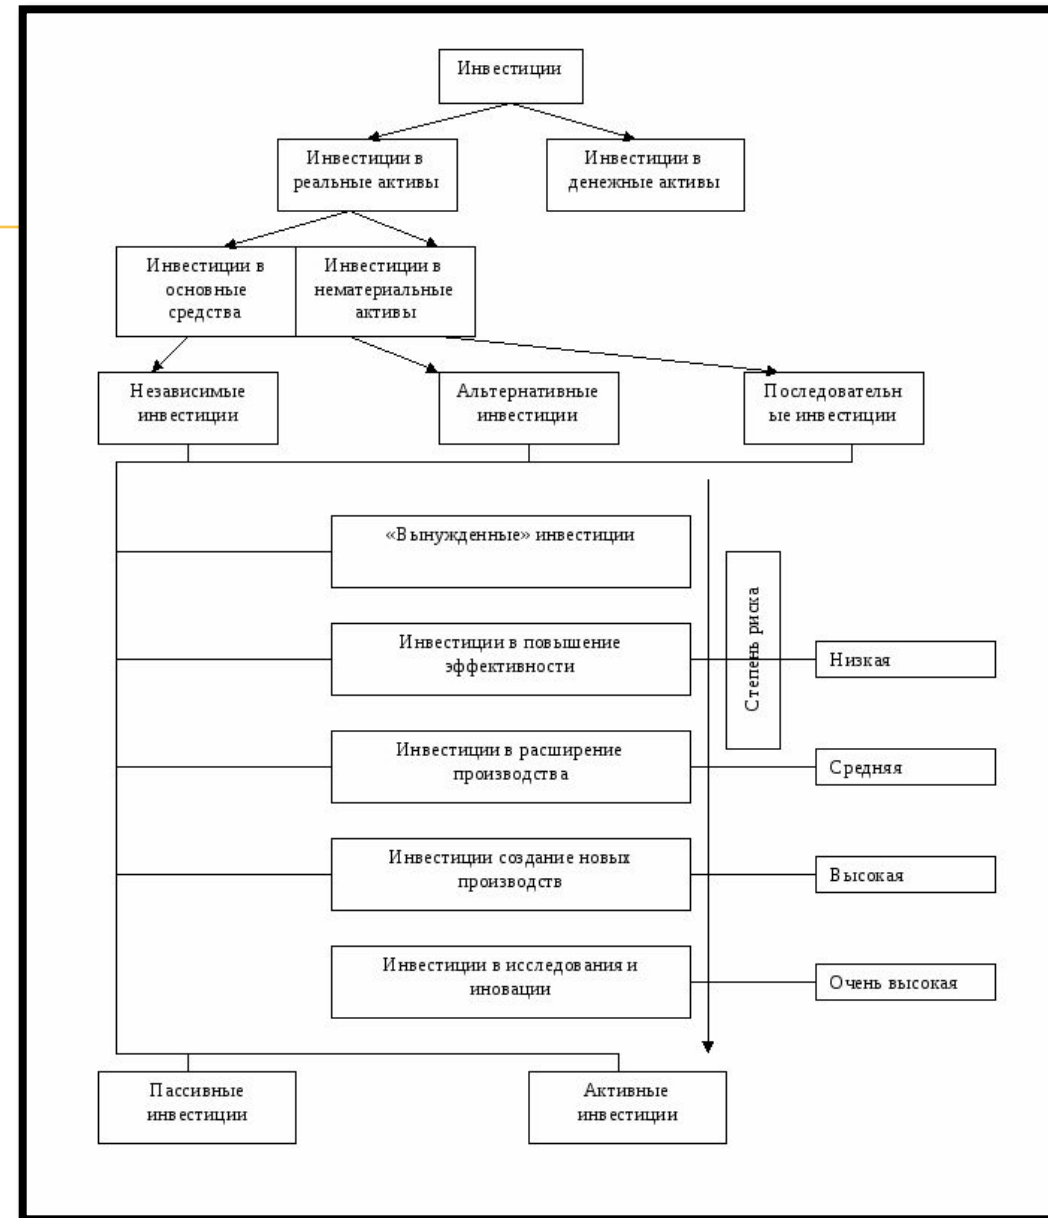 Инвестиции
Инвестиции в
реальные активы
Инвестиции в
денежные активы
Инвестиции в
основные
средства
Инвестиции в
нематериальные
активы
Независимые
инвестиции
Альтернативные
инвестиции
Последовательн
ые инвестиции
«Вынужденные» инвестиции
Степень риска
Инвестиции в повышение
эффективности
Низкая
Инвестиции в расширение
производства
Средняя
Инвестиции создание новых
производств
Высокая
Инвестиции в исследования и
иновации
Очень высокая
Пассивные
инвестиции
Активные
инвестиции